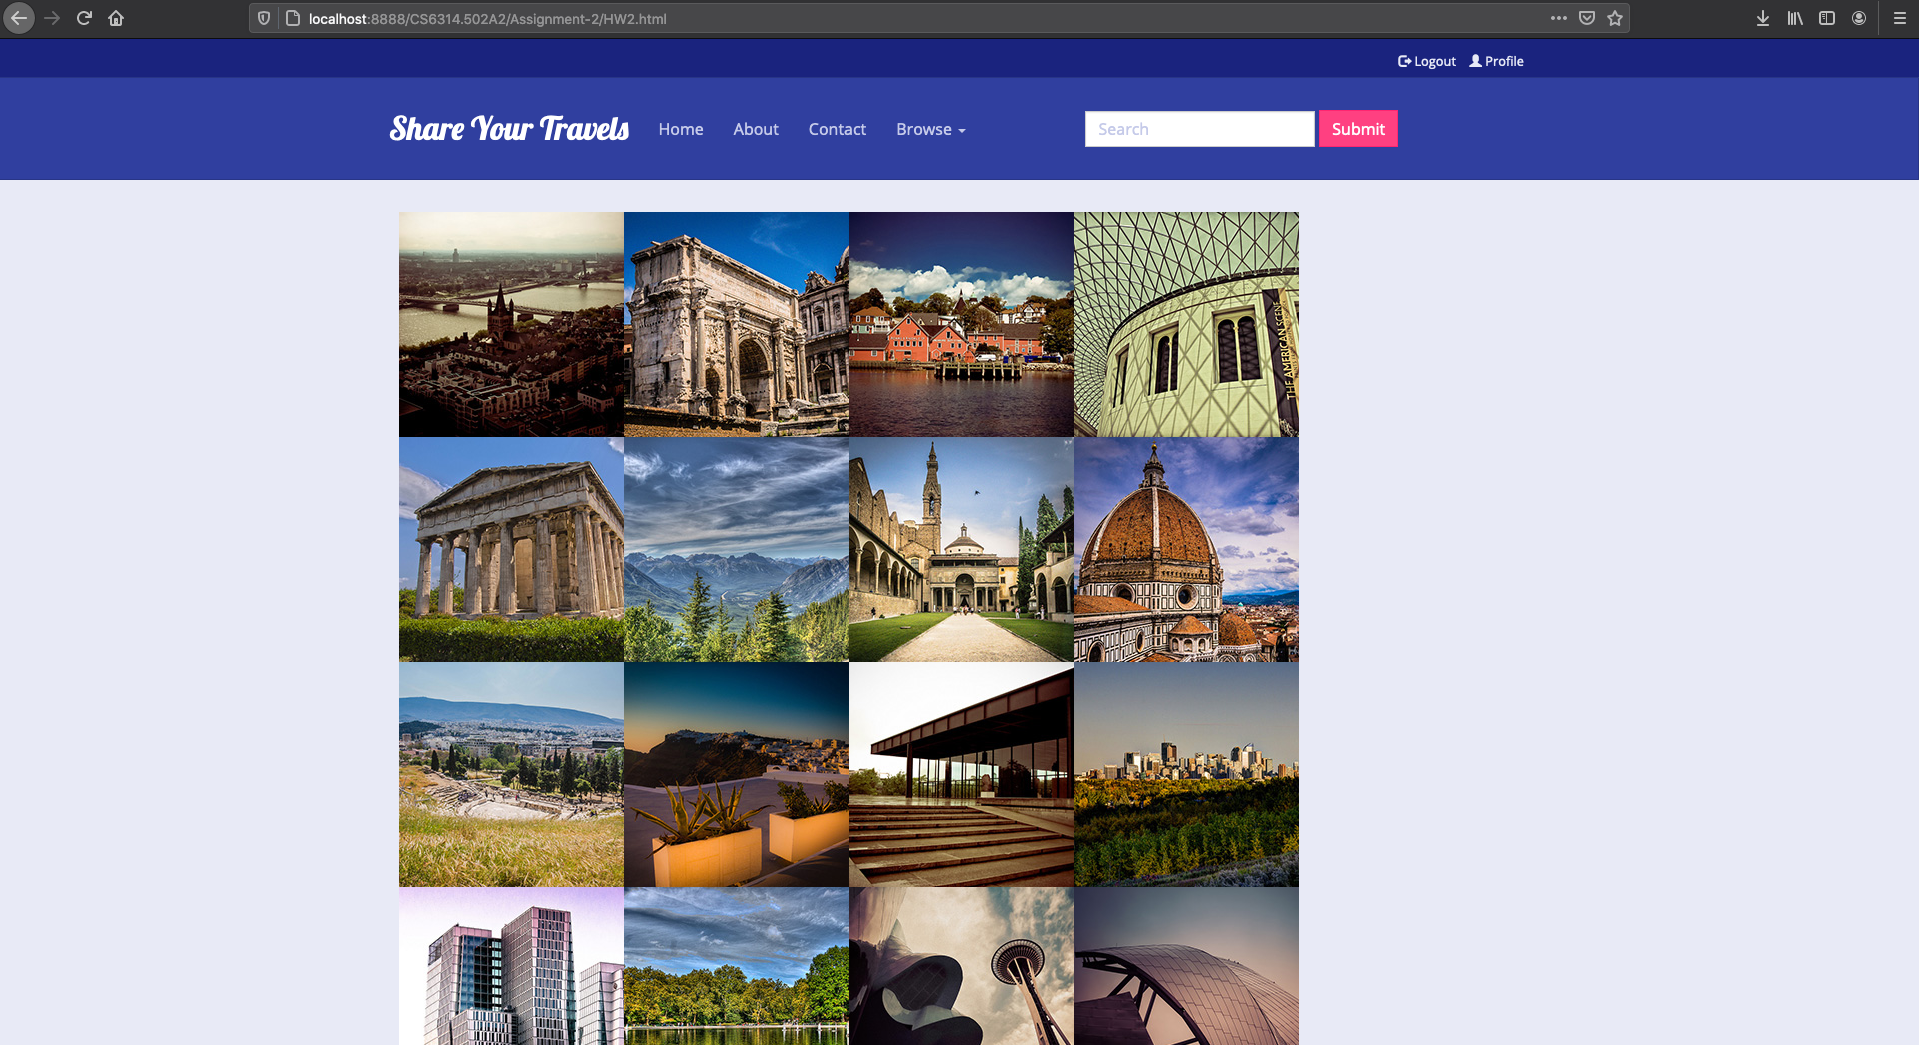 localhost:8888/CS6314.502A2/Assignment-2/HW2.html
Logout Profile
Share Your Travels Home About Contact Browse Search Submit
THE AMERICAN SCENE